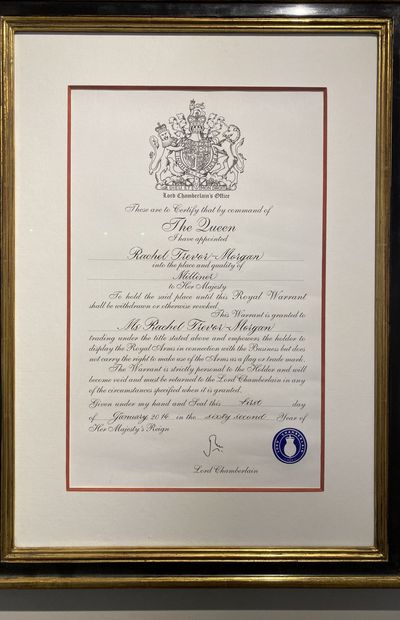 Lord Chamberlain's Office
These are to Certify that by command of
The Queen
I have appointed
Rachel Trevor-Morgan
into the place and quality of
Milliner
to Her Majesty
To hold the said place until this Royal Warrant
shall be withdrawn or otherwise revoked.
This Warrant is granted to
Ms Rachel Trevor-Morgan
trading under the title stated above and empowers the holder to
display the Royal Arms in connection with the Business but does
not carry the right to make use of the Arms as a flag or trade mark.
The Warrant is strictly personal to the Holder and will
become void and must be returned to the Lord Chamberlain in any
of the circumstances specified when it is granted.
Given under my hand and Seal this first day
of January 2014 in the sixty second Year of
Her Majesty's Reign
Lord Chamberlain